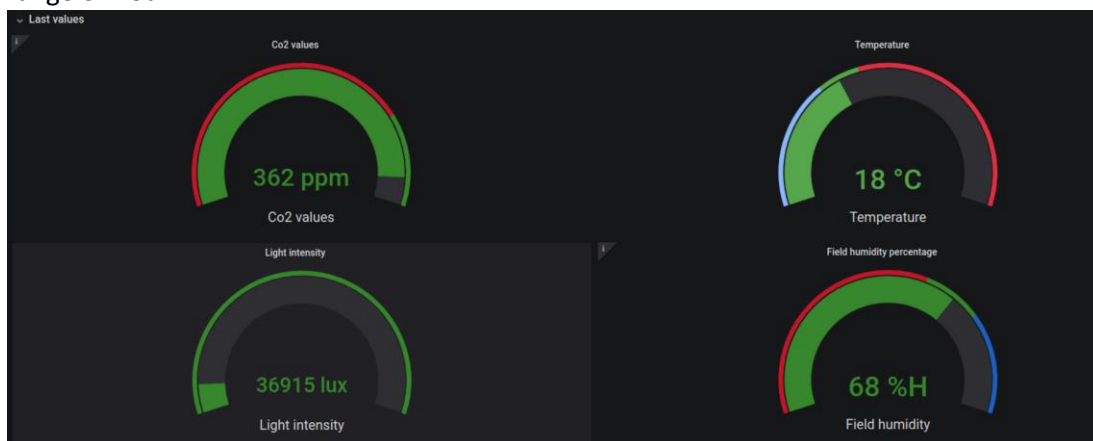 Last values
Co2 values
362 ppm
Co2 values
Temperature
18 °C
Temperature
Light intensity
36915 lux
Light intensity
Field humidity percentage
68 %H
Field humidity